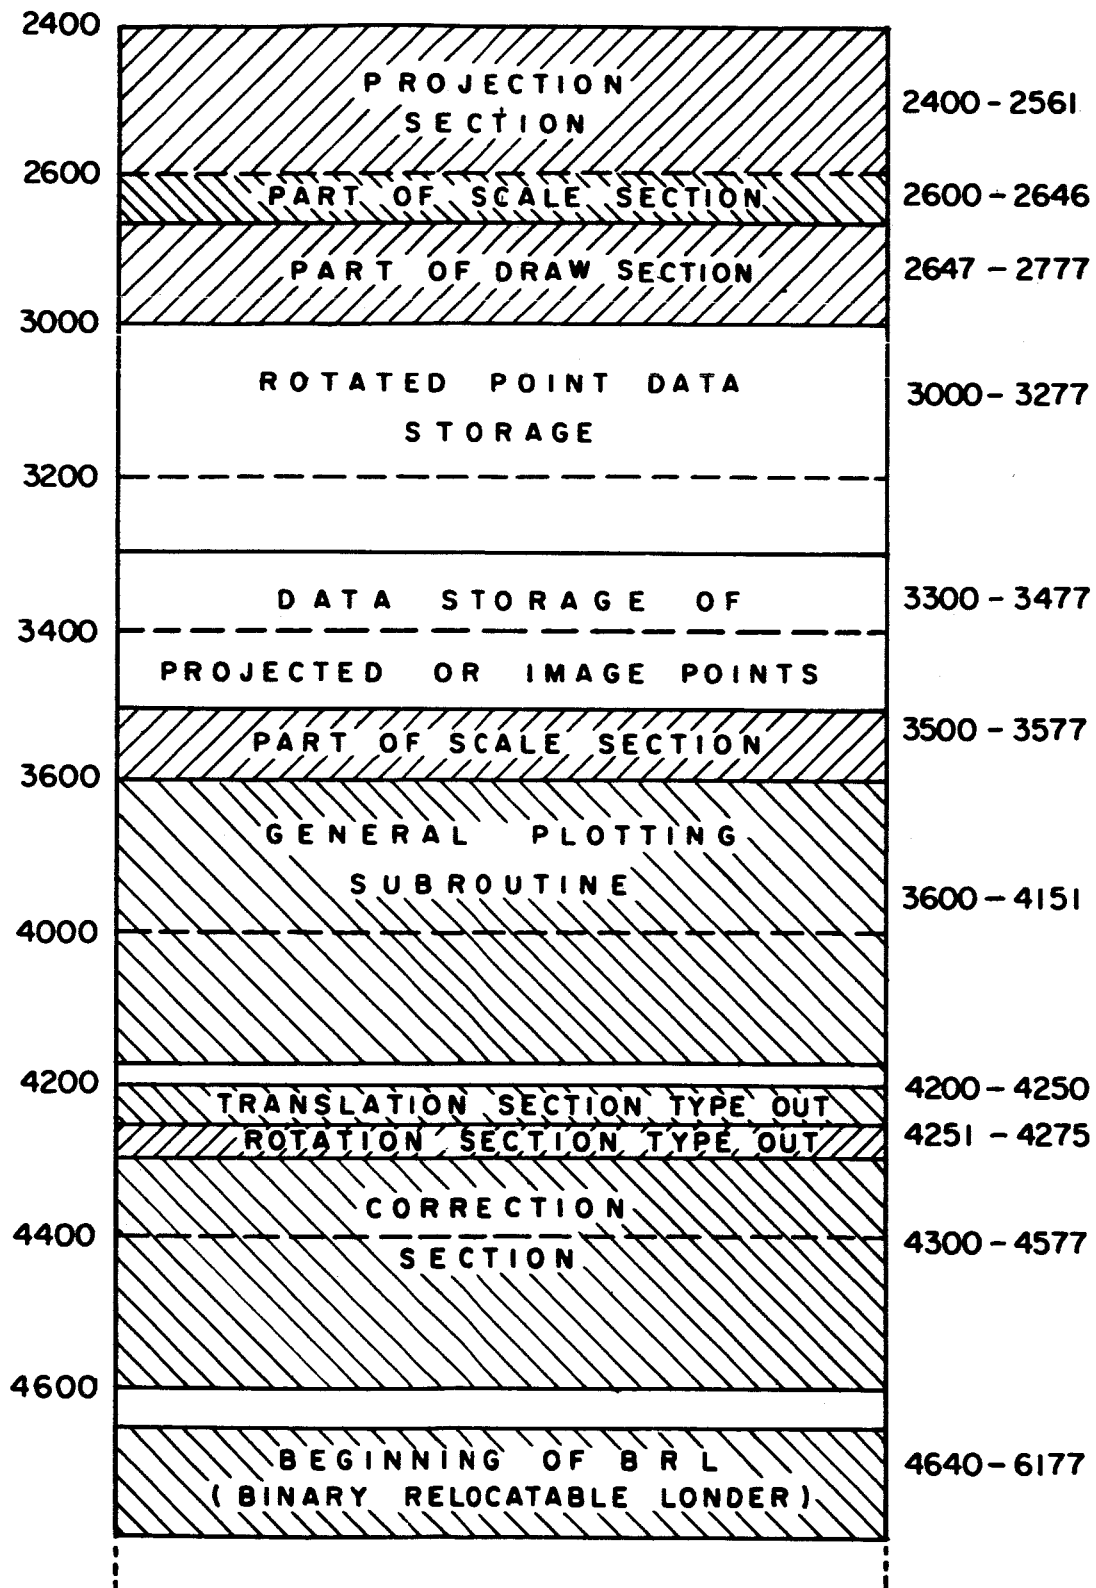 2400
PROJECTION
SECTION
2400-2561
2600
PART OF SCALE SECTION
2600-2646
PART OF DRAW SECTION
2647-2777
3000
ROTATED POINT DATA
STORAGE
3000-3277
3200
DATA STORAGE OF
3300-3477
3400
PROJECTED OR IMAGE POINTS
PART OF SCALE SECTION
3500-3577
3600
GENERAL PLOTTING
SUBROUTINE
3600-4151
4000
4200
TRANSLATION SECTION TYPE OUT
4200-4250
ROTATION SECTION TYPE OUT
4251-4275
CORRECTION
4400
SECTION
4300-4577
4600
BEGINNING OF BRL
(BINARY RELOCATABLE LONDER)
4640-6177